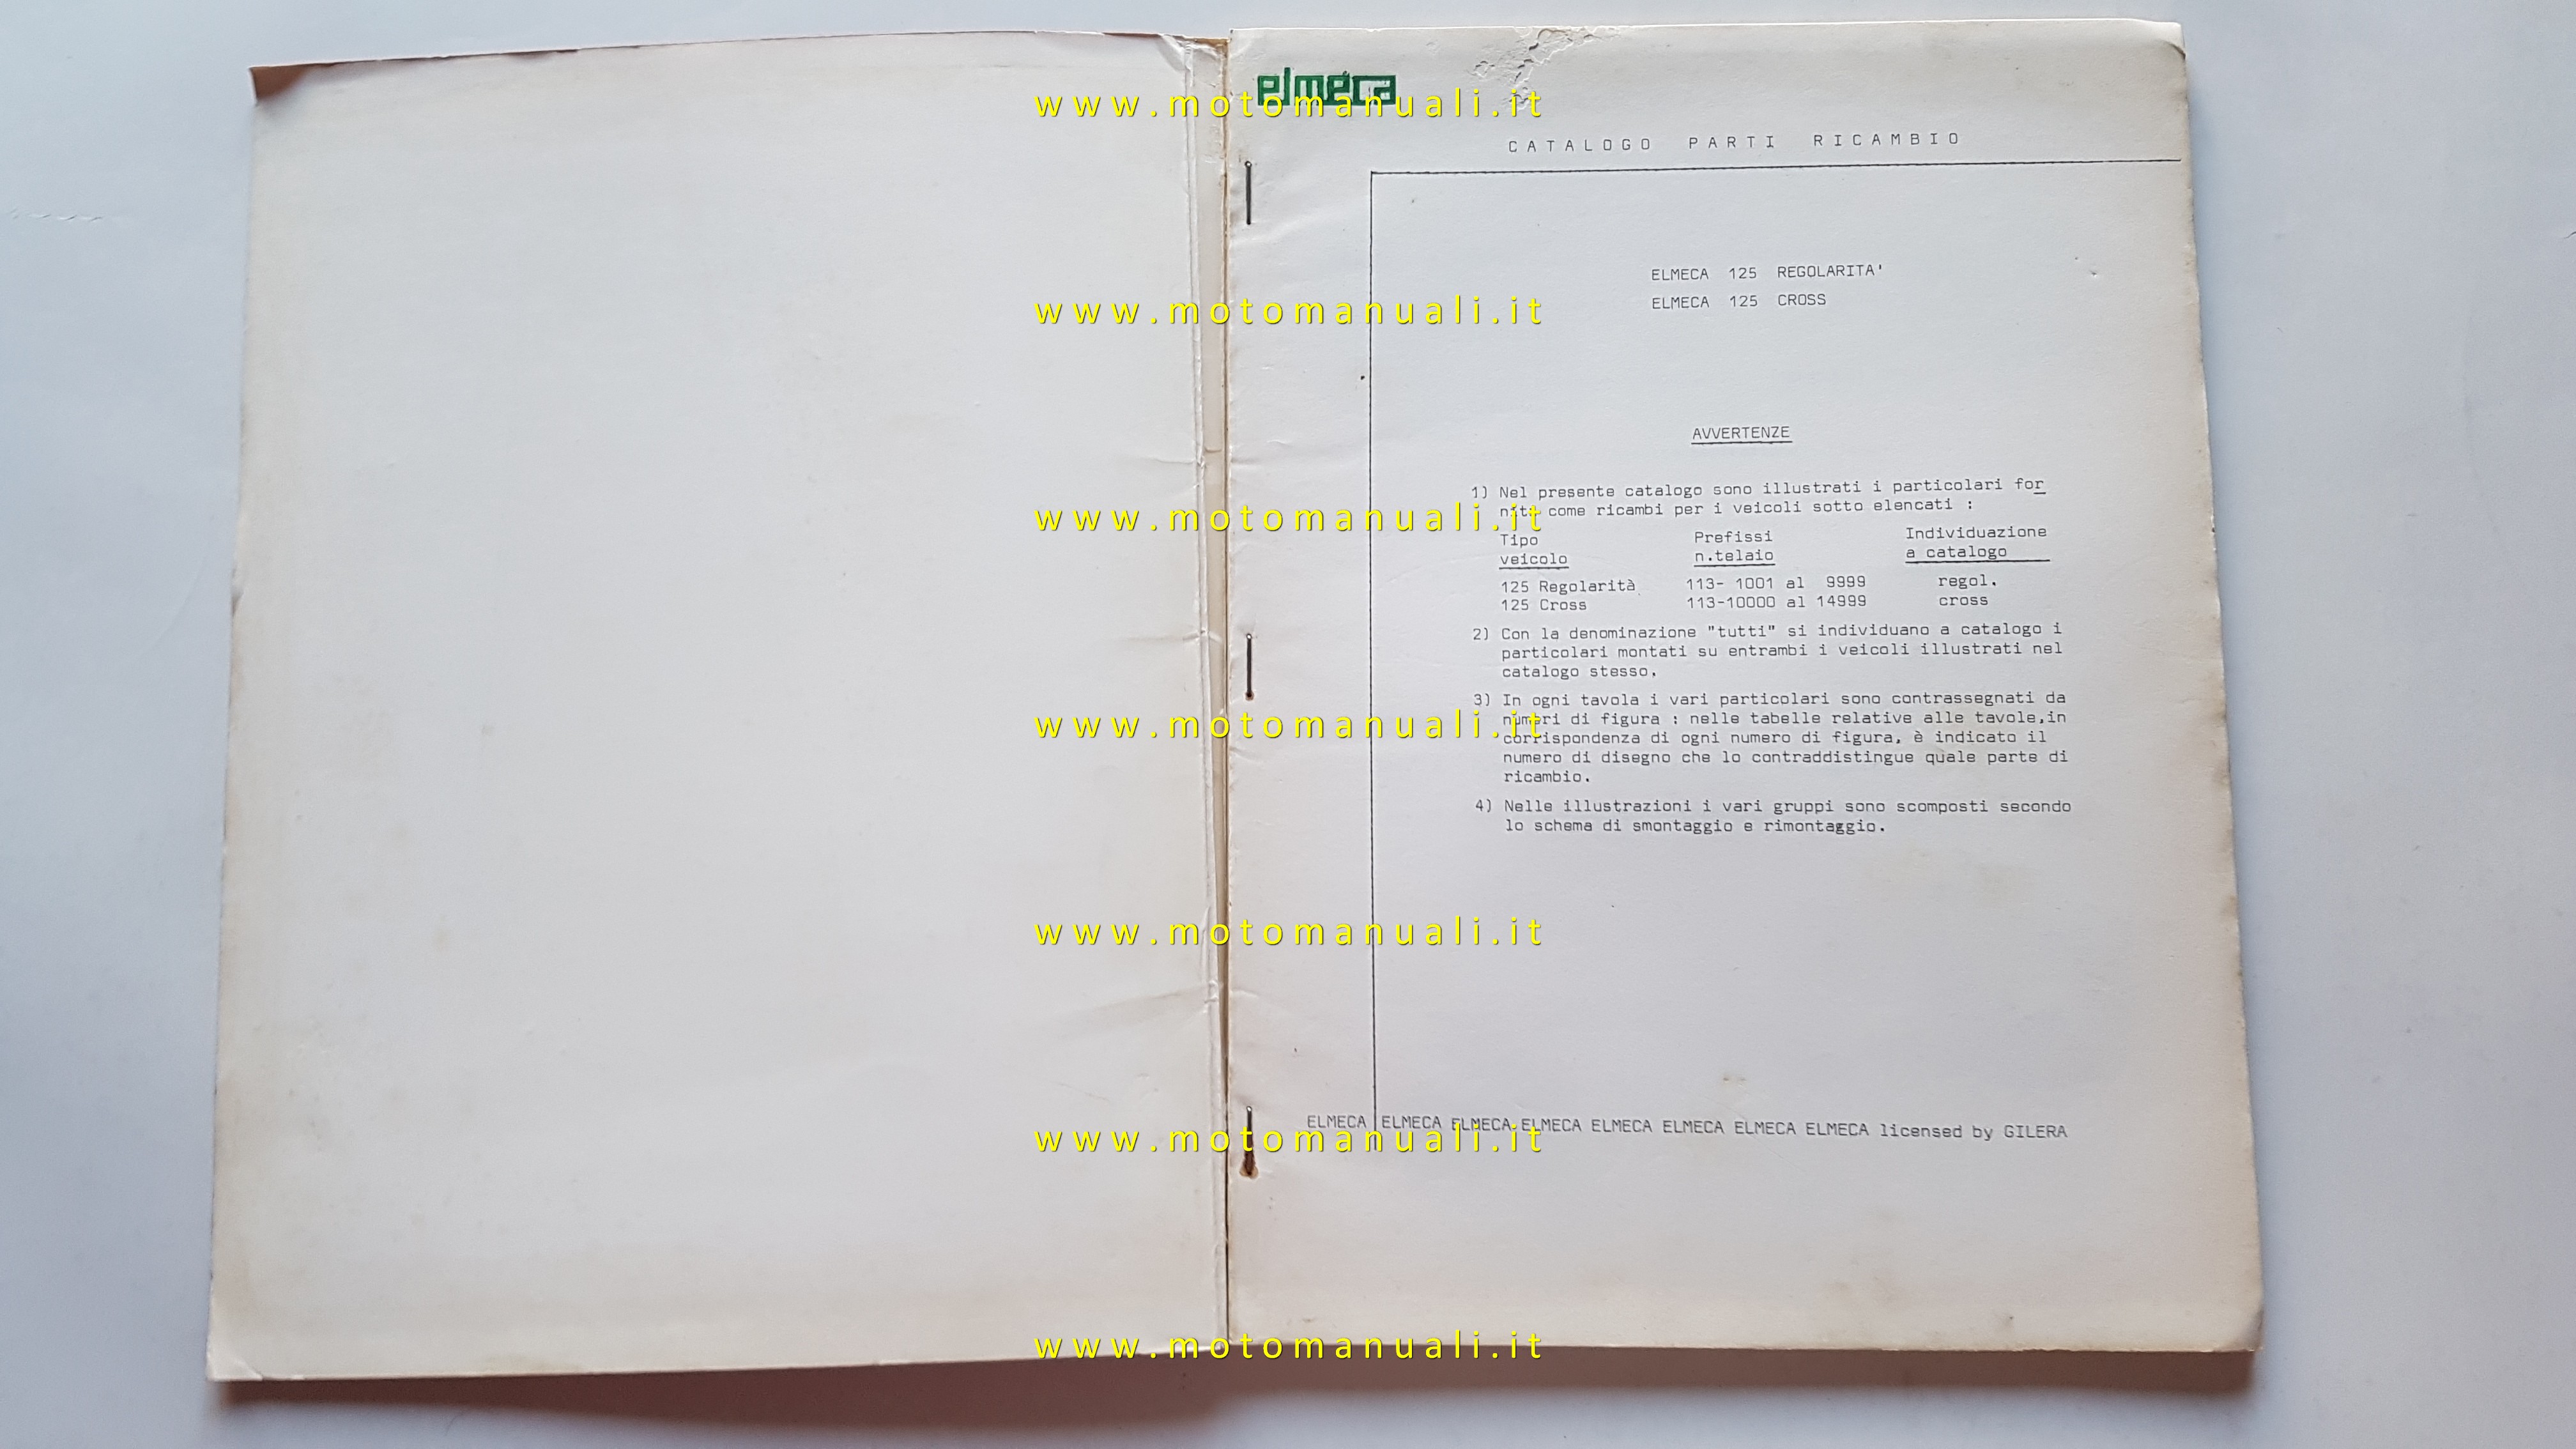 elmeca
www.motomanuali.it
CATALOGO PARTI RICAMBIO
ELMECA 125 REGOLARITA'
ELMECA 125 CROSS
www.motomanuali.it
AVVERTENZE
1) Nel presente catalogo sono illustrati i particolari for
niti come ricambi per i veicoli sotto elencati :
www.motomanuali.it
Tipo Prefissi Individuazione
veicolo n.telaio a catalogo
125 Regolarità 113- 1001 al 9999 regol.
125 Cross 113-10000 al 14999 cross
2) Con la denominazione "tutti" si individuano a catalogo i
particolari montati su entrambi i veicoli illustrati nel
catalogo stesso,
3) In ogni tavola i vari particolari sono contrassegnati da
numeri di figura : nelle tabelle relative alle tavole,in
www.motomanuali.it
corrispondenza di ogni numero di figura, è indicato il
numero di disegno che lo contraddistingue quale parte di
ricambio.
4) Nelle illustrazioni i vari gruppi sono scomposti secondo
lo schema di smontaggio e rimontaggio.
www.motomanuali.it
ELMECA ELMECA ELMECA ELMECA ELMECA ELMECA ELMECA ELMECA licensed by GILERA
www.motomanuali.it
www.motomanuali.it